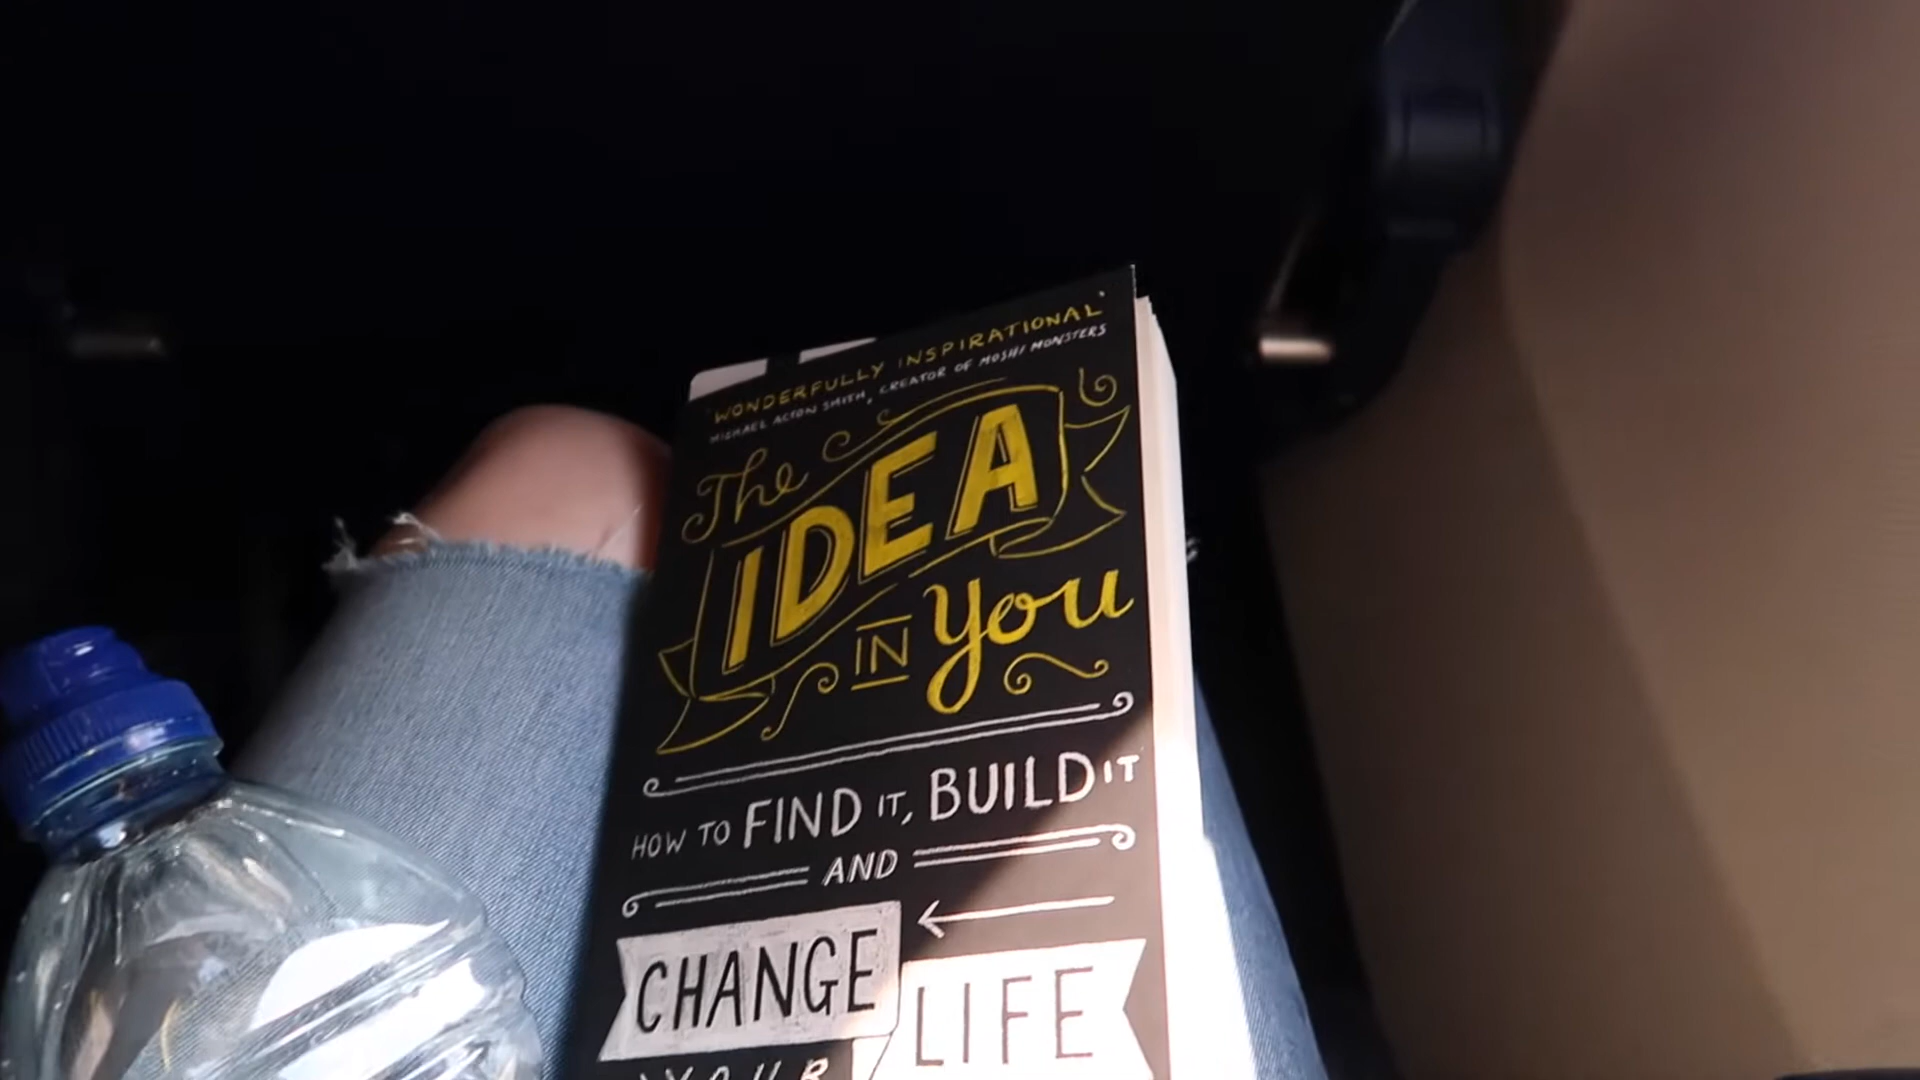 'WONDERFULLY INSPIRATIONAL'
MICHAEL ACTON SMITH, CREATOR OF MOSHI MONSTERS
The
IDEA
IN You
HOW TO FIND IT, BUILD IT
AND
CHANGE
YOUR LIFE